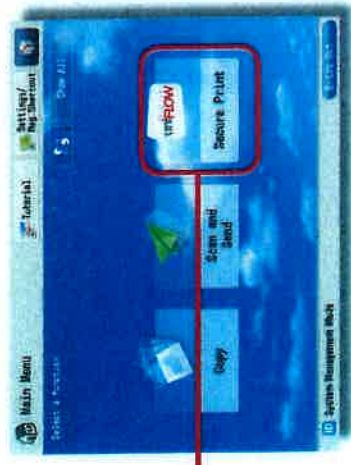 Main Menu
Tutorial
Settings/
Reg. Shortcut
Select a function.
Show All
Copy
Scan and
Send
uniFLOW
Secure Print
ID System Management Mode